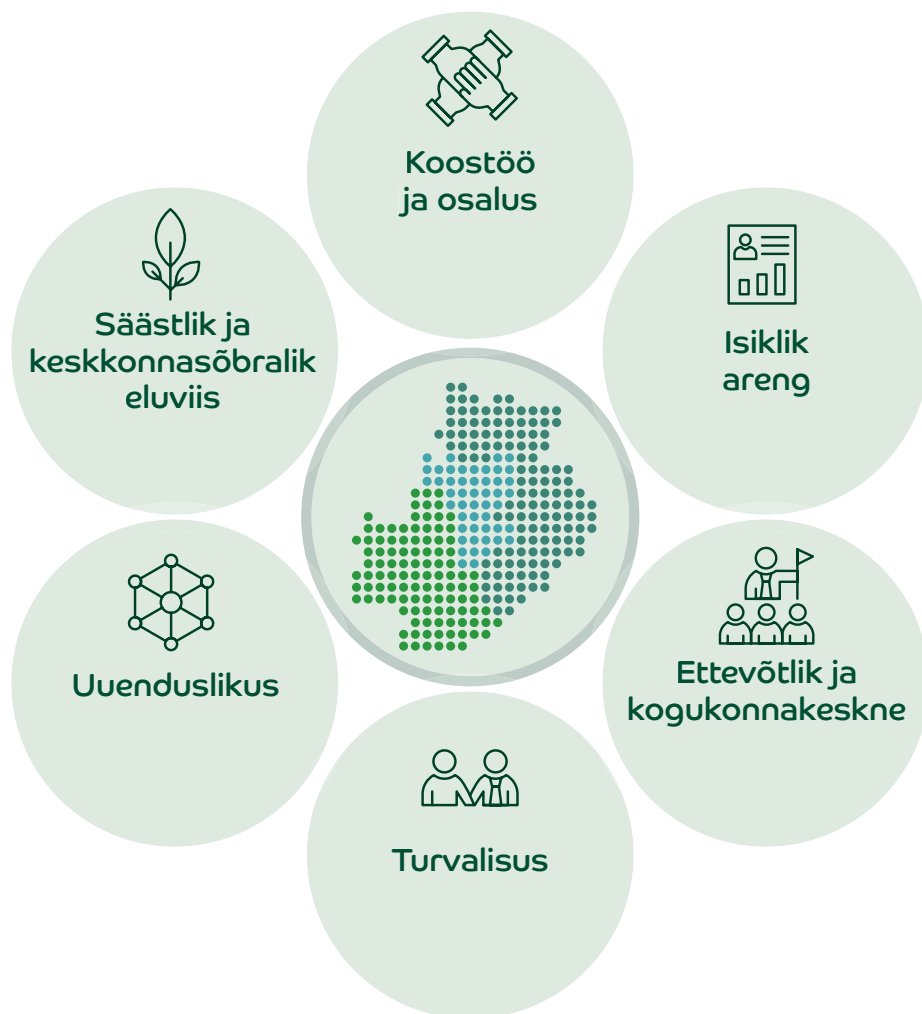 Koostöö
ja osalus
Säästlik ja
keskkonnasõbralik
eluviis
Isiklik
areng
Uuenduslikus
Ettevõtlik ja
kogukonnakeskne
Turvalisus